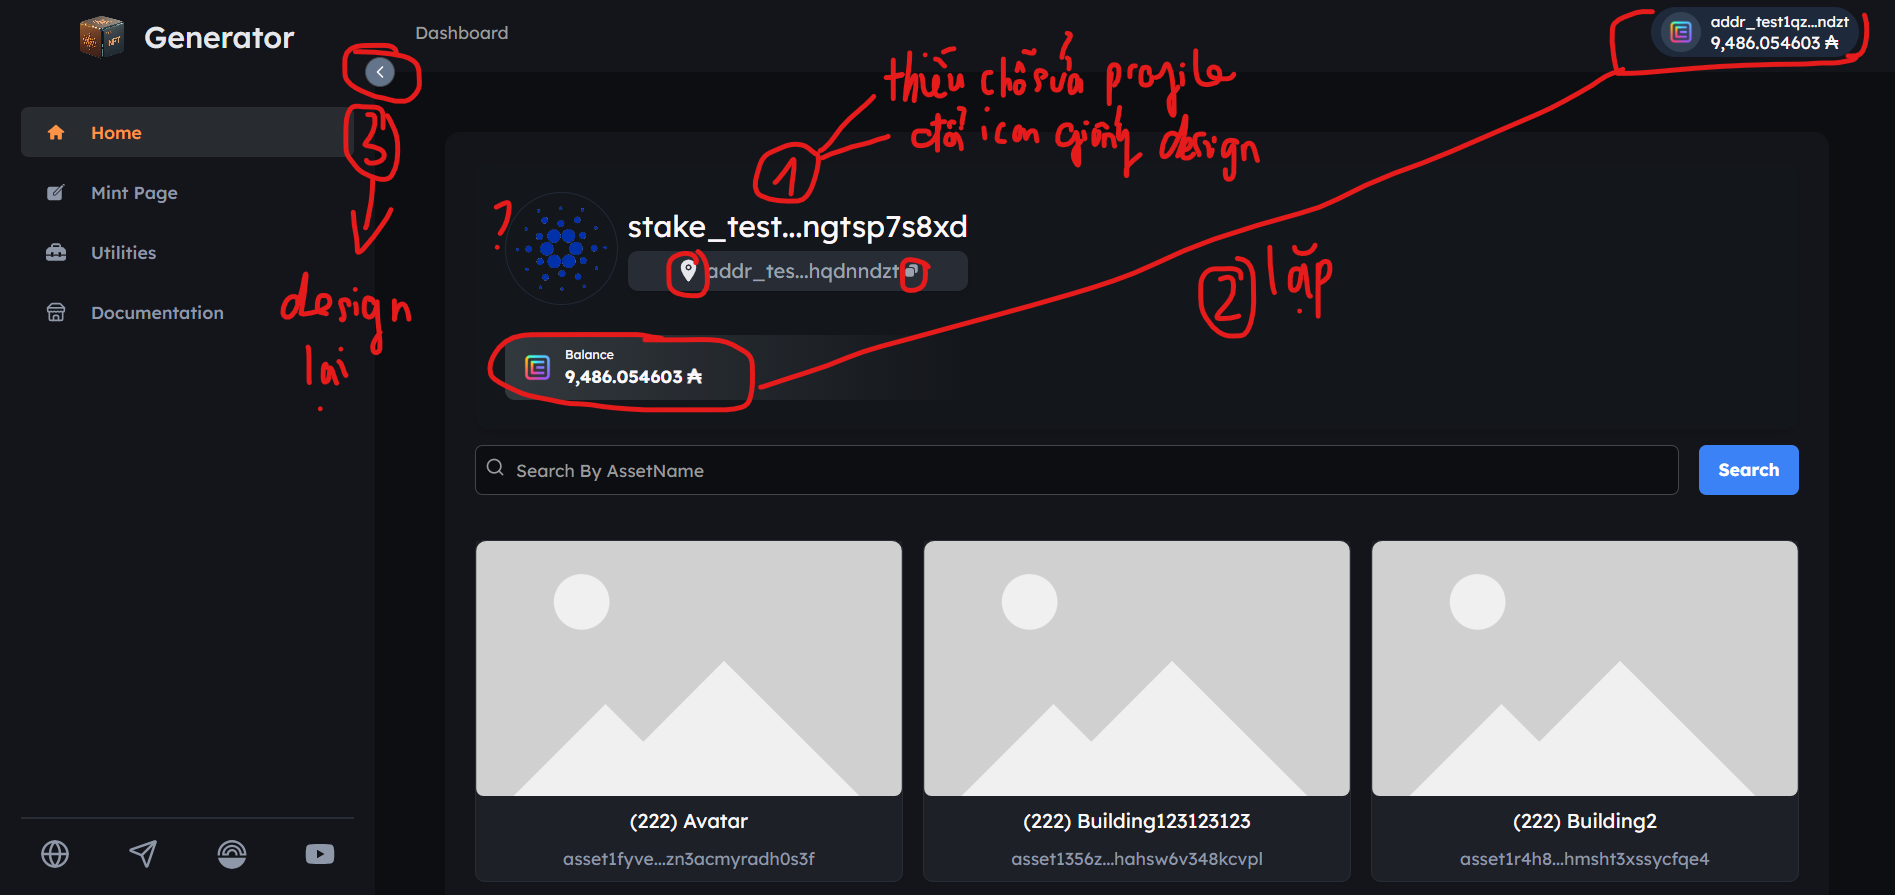 Generator
Dashboard
addr_test1qz...ndzt
9,486.054603 ₳
Home
Mint Page
Utilities
Documentation
3
design
lại
1
thiếu chỗ sửa profile
đổi icon giống design
?
stake_test...ngtsp7s8xd
addr_tes...hqdnndzt
2 lặp
Balance
9,486.054603 ₳
Search By AssetName
Search
(222) Avatar
asset1fyve...zn3acmyradh0s3f
(222) Building123123123
asset1356z...hahsw6v348kcvpl
(222) Building2
asset1r4h8...hmsht3xssycfqe4